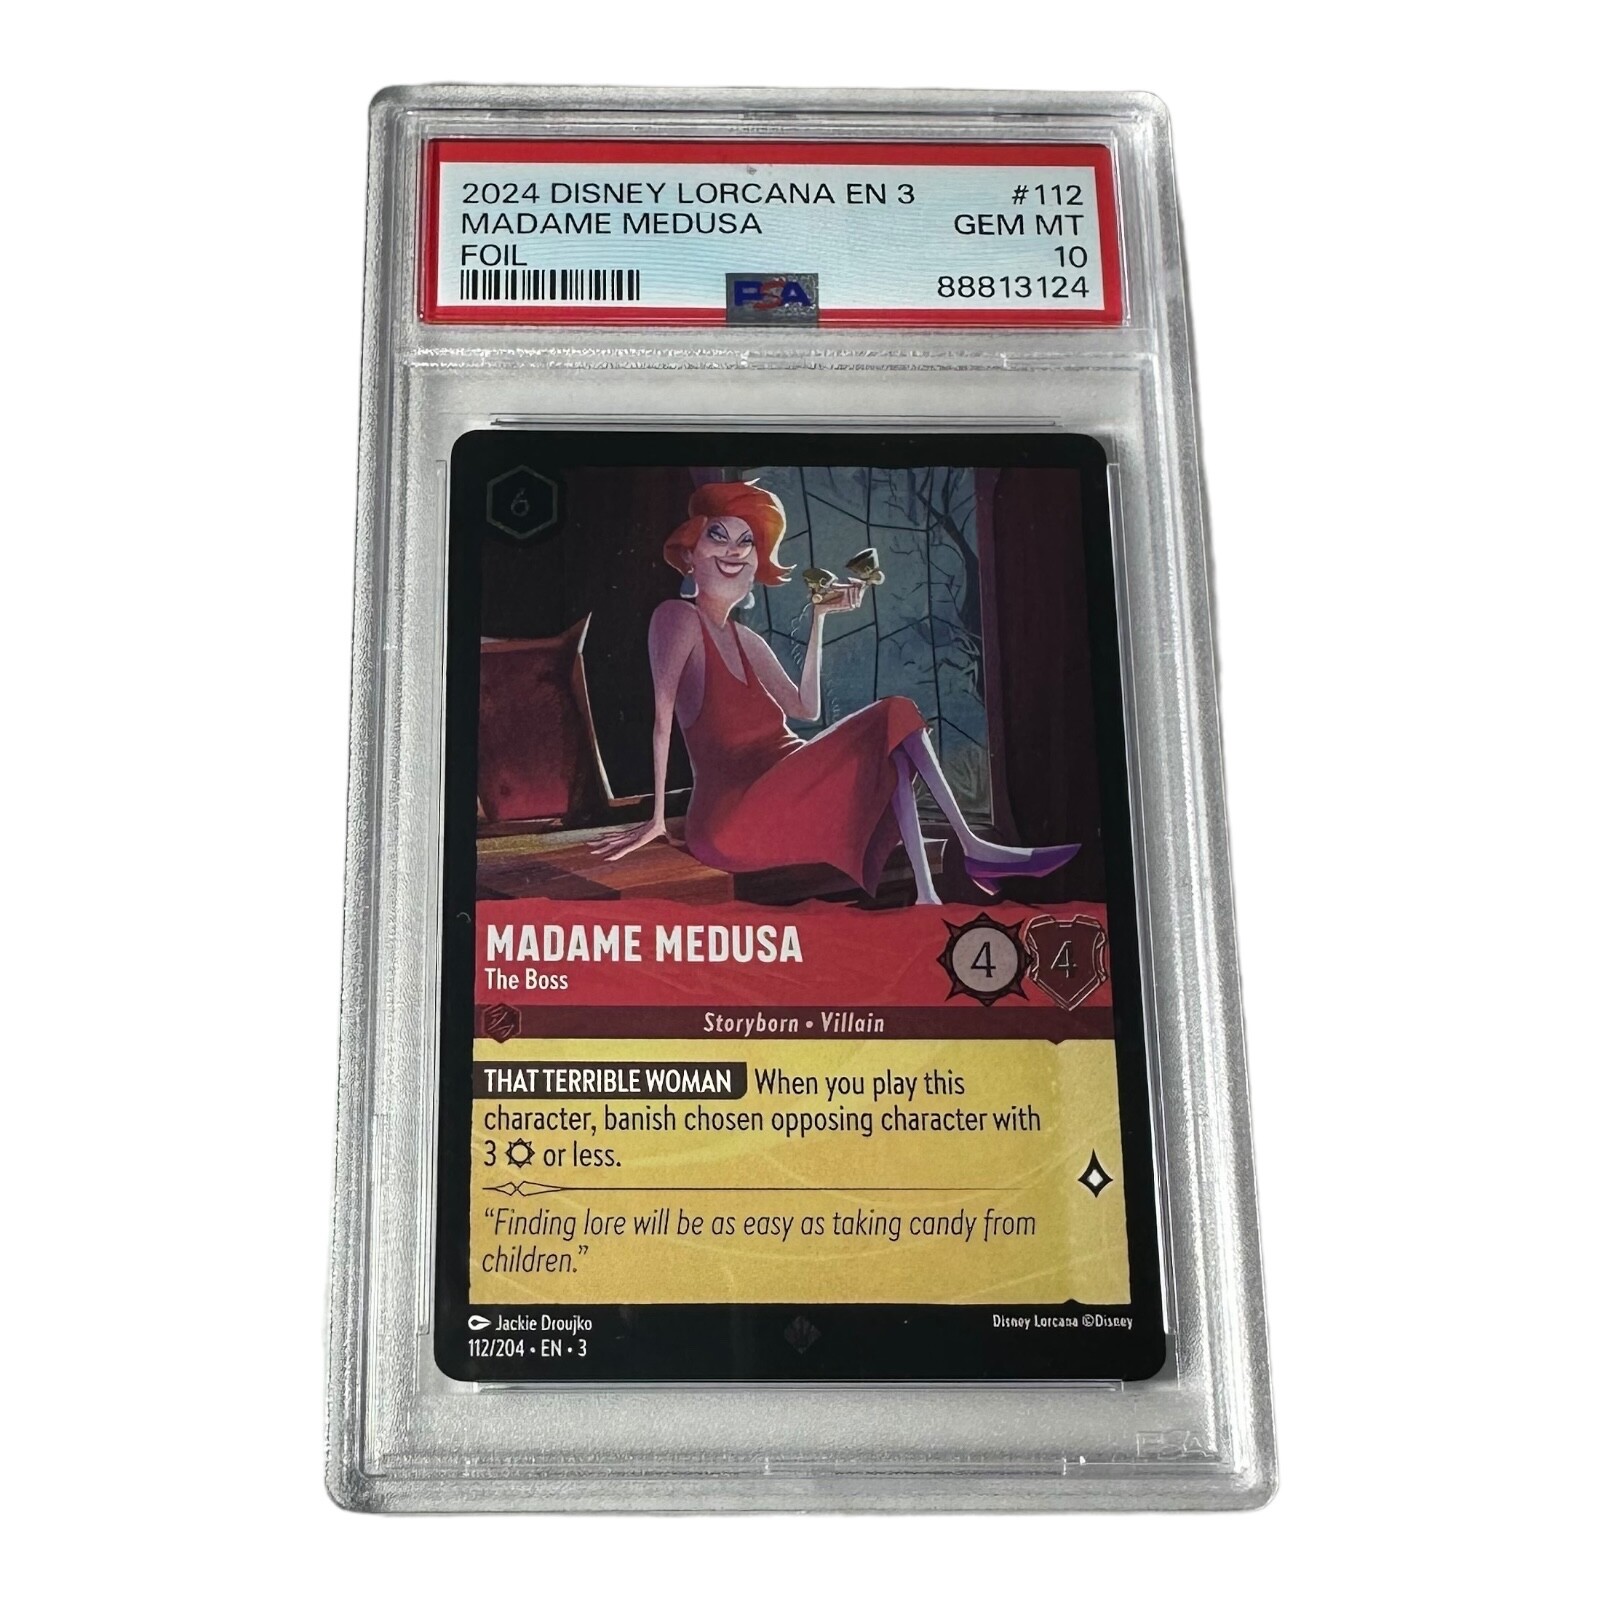 2024 DISNEY LORCANA EN 3 #112
MADAME MEDUSA GEM MT
FOIL 10
88813124
PSA
6
MADAME MEDUSA
The Boss
4 4
Storyborn • Villain
THAT TERRIBLE WOMAN When you play this
character, banish chosen opposing character with
3 or less.
“Finding lore will be as easy as taking candy from
children.”
Jackie Droujko
112/204 • EN • 3
Disney Lorcana ©Disney
PSA